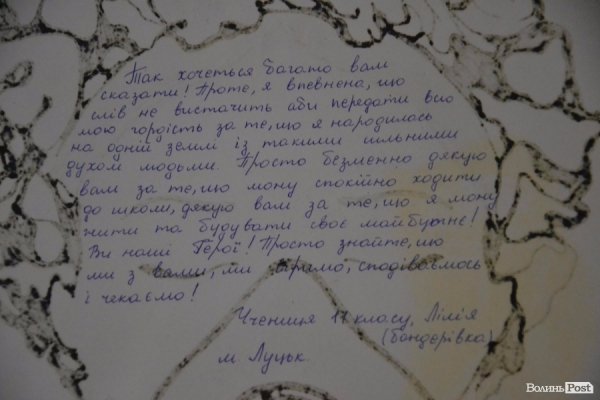 Так хочеться багато вам
сказати! Проте, я впевнена, що
слів не вистачить аби передати всю
мою гордість за те, що я народилась
на одній землі із такими сильними
духом людьми. Просто безмежно дякую
вам за те, що можу спокійно ходити
до школи, дякую вам за те, що я можу
жити та будувати своє майбутнє!
Ви наші Герої! Просто знайте, що
ми з вами, ми віримо, сподіваємось
і чекаємо!
Учениця 11 класу, Лілія
(бандерівка)
м Луцьк.
ВолиньPost